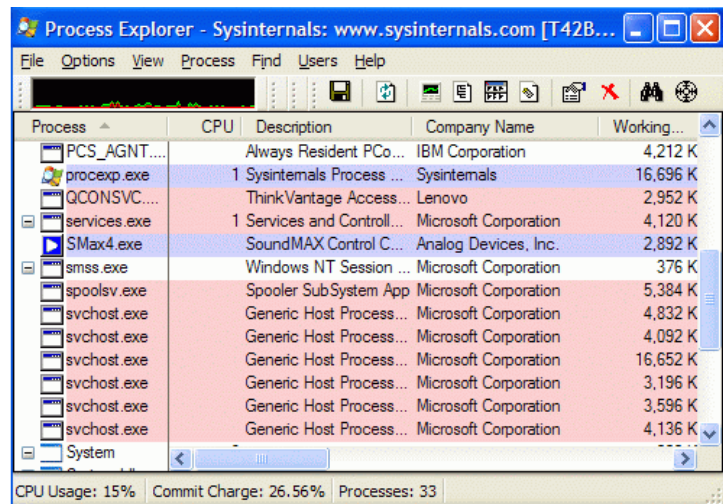 Process Explorer - Sysinternals: www.sysinternals.com [T42B...
File Options View Process Find Users Help
Process CPU Description Company Name Working...
PCS_AGNT.... Always Resident PCo... IBM Corporation 4,212 K
procexp.exe 1 Sysinternals Process ... Sysinternals 16,696 K
QCONSVC.... ThinkVantage Access... Lenovo 2,952 K
services.exe 1 Services and Controll... Microsoft Corporation 4,120 K
SMax4.exe SoundMAX Control C... Analog Devices, Inc. 2,892 K
smss.exe Windows NT Session ... Microsoft Corporation 376 K
spoolsv.exe Spooler SubSystem App Microsoft Corporation 5,384 K
svchost.exe Generic Host Process... Microsoft Corporation 4,832 K
svchost.exe Generic Host Process... Microsoft Corporation 4,092 K
svchost.exe Generic Host Process... Microsoft Corporation 16,652 K
svchost.exe Generic Host Process... Microsoft Corporation 3,196 K
svchost.exe Generic Host Process... Microsoft Corporation 3,596 K
svchost.exe Generic Host Process... Microsoft Corporation 4,136 K
System
CPU Usage: 15% Commit Charge: 26.56% Processes: 33